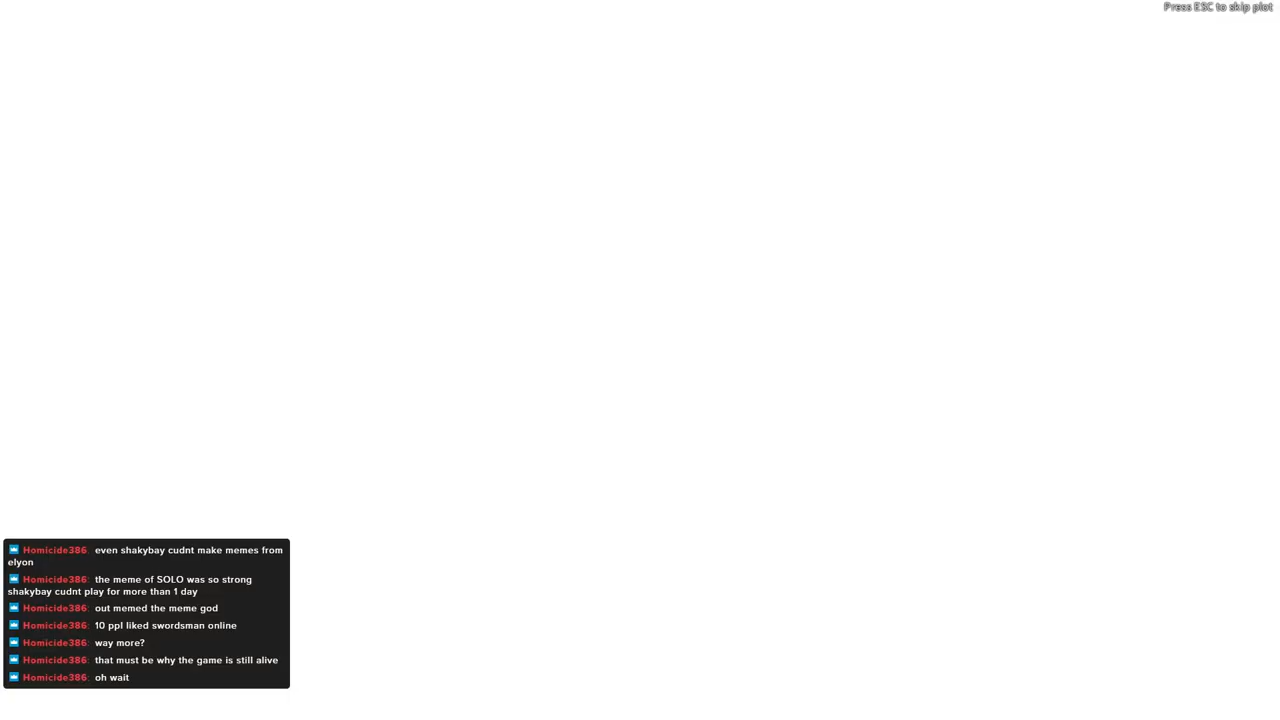 Press ESC to skip plot
Homicide386: even shakybay cudnt make memes from
elyon
Homicide386: the meme of SOLO was so strong
shakybay cudnt play for more than 1 day
Homicide386: out memed the meme god
Homicide386: 10 ppl liked swordsman online
Homicide386: way more?
Homicide386: that must be why the game is still alive
Homicide386: oh wait